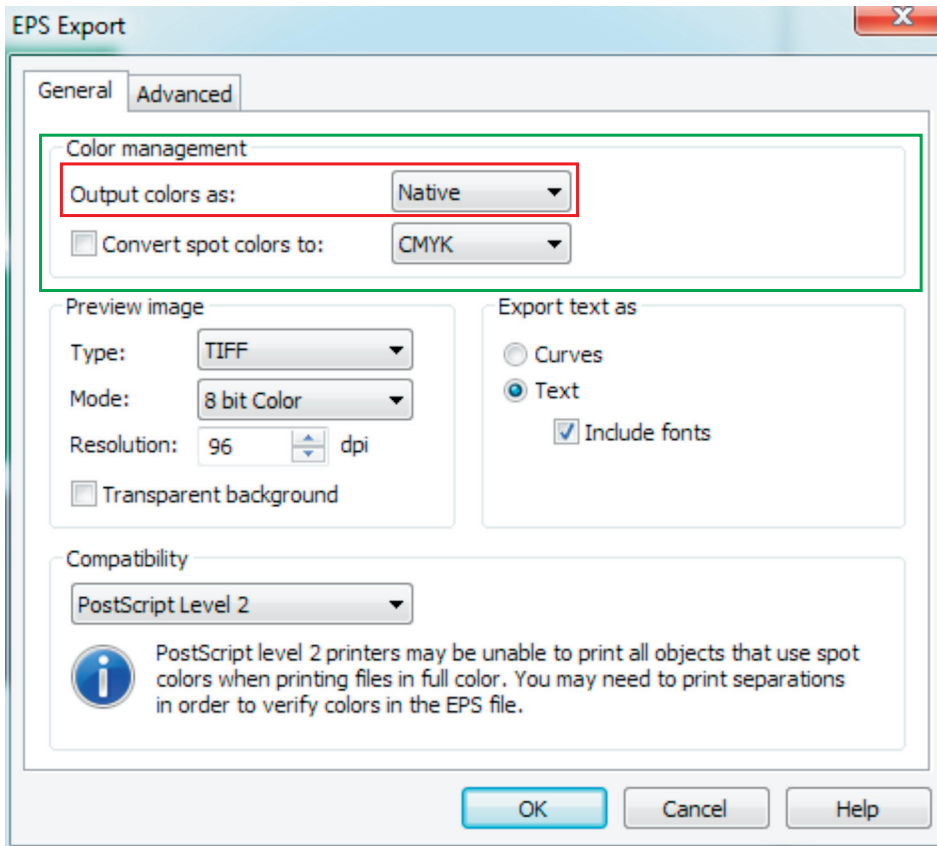 EPS Export
General Advanced
Color management
Output colors as: Native
Convert spot colors to: CMYK
Preview image
Type: TIFF
Mode: 8 bit Color
Resolution: 96 dpi
Transparent background
Export text as
Curves
Text
Include fonts
Compatibility
PostScript Level 2
PostScript level 2 printers may be unable to print all objects that use spot
colors when printing files in full color. You may need to print separations
in order to verify colors in the EPS file.
OK Cancel Help